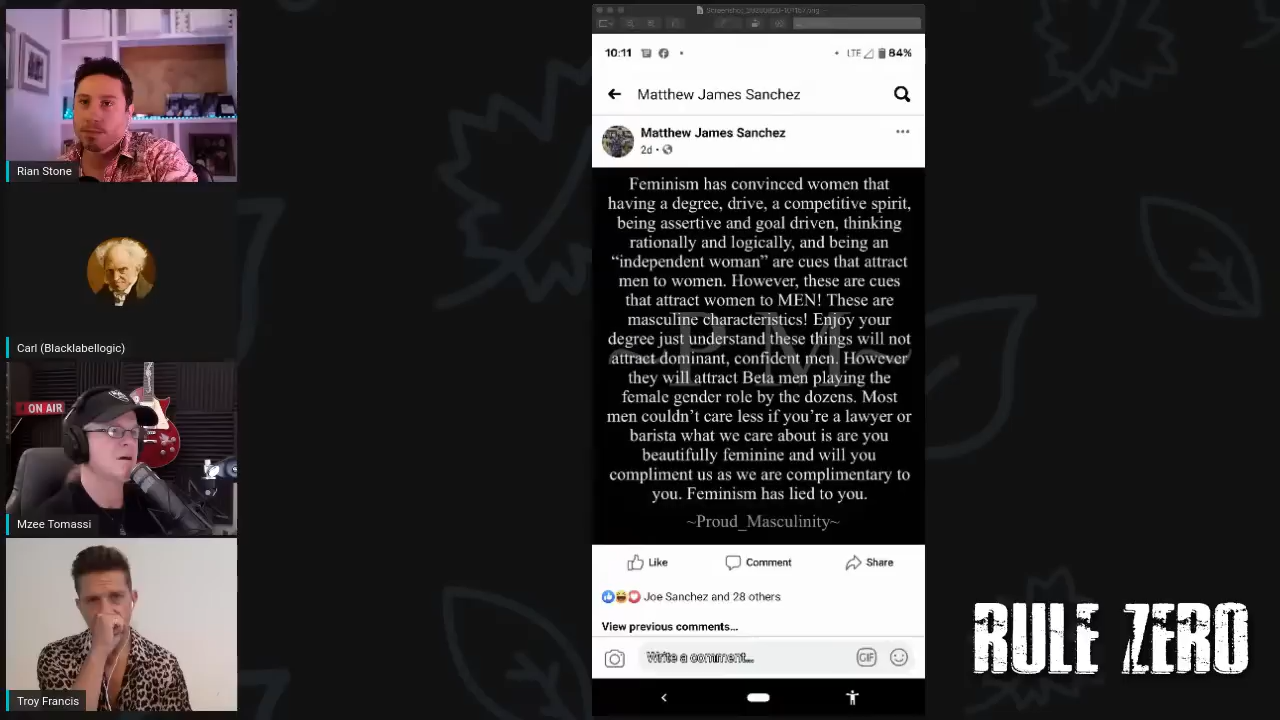 Rian Stone
Carl (Blacklabellogic)
ON AIR
Mzee Tomassi
Troy Francis
10:11
LTE
84%
Matthew James Sanchez
Matthew James Sanchez
2d
Feminism has convinced women that
having a degree, drive, a competitive spirit,
being assertive and goal driven, thinking
rationally and logically, and being an
“independent woman” are cues that attract
men to women. However, these are cues
that attract women to MEN! These are
masculine characteristics! Enjoy your
degree just understand these things will not
attract dominant, confident men. However
they will attract Beta men playing the
female gender role by the dozens. Most
men couldn’t care less if you’re a lawyer or
barista what we care about is are you
beautifully feminine and will you
compliment us as we are complimentary to
you. Feminism has lied to you.
~Proud_Masculinity~
~PM~
Like Comment Share
Joe Sanchez and 28 others
View previous comments...
Write a comment...
GIF
RULE ZERO